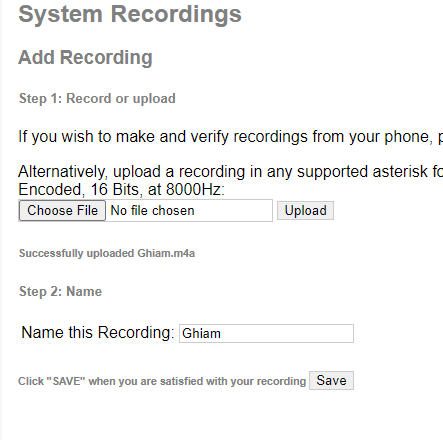 System Recordings
Add Recording
Step 1: Record or upload
If you wish to make and verify recordings from your phone,
Alternatively, upload a recording in any supported asterisk
Encoded, 16 Bits, at 8000Hz:
Choose File No file chosen Upload
Successfully uploaded Ghiam.m4a
Step 2: Name
Name this Recording: Ghiam
Click "SAVE" when you are satisfied with your recording Save